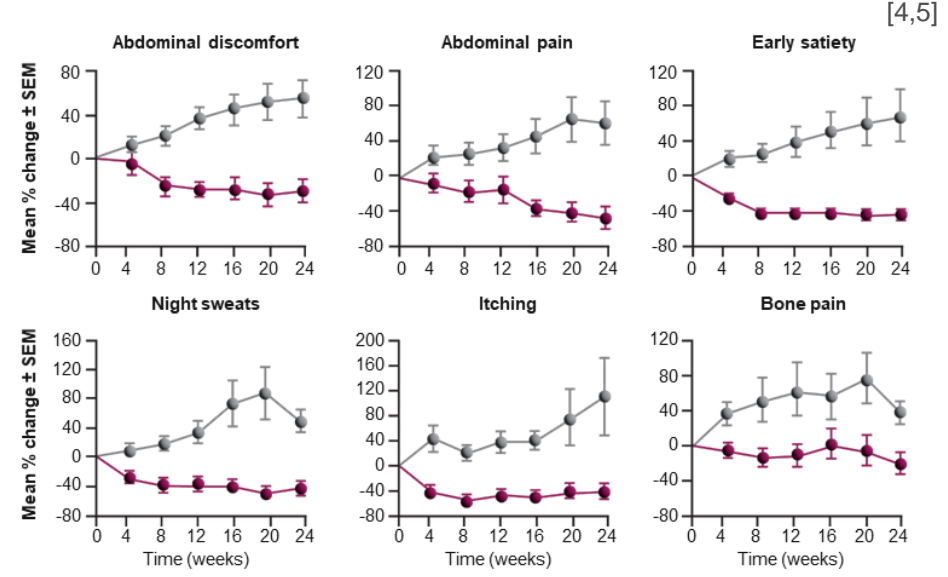 [4,5]
Abdominal discomfort
Abdominal pain
Early satiety
Mean % change ± SEM
80
40
0
-40
-80
0 4 8 12 16 20 24
120
80
40
0
-40
-80
0 4 8 12 16 20 24
120
80
40
0
-40
-80
0 4 8 12 16 20 24
Night sweats
Itching
Bone pain
Mean % change ± SEM
160
120
80
40
0
-40
-80
0 4 8 12 16 20 24
Time (weeks)
200
160
120
80
40
0
-40
-80
0 4 8 12 16 20 24
Time (weeks)
120
80
40
0
-40
-80
0 4 8 12 16 20 24
Time (weeks)